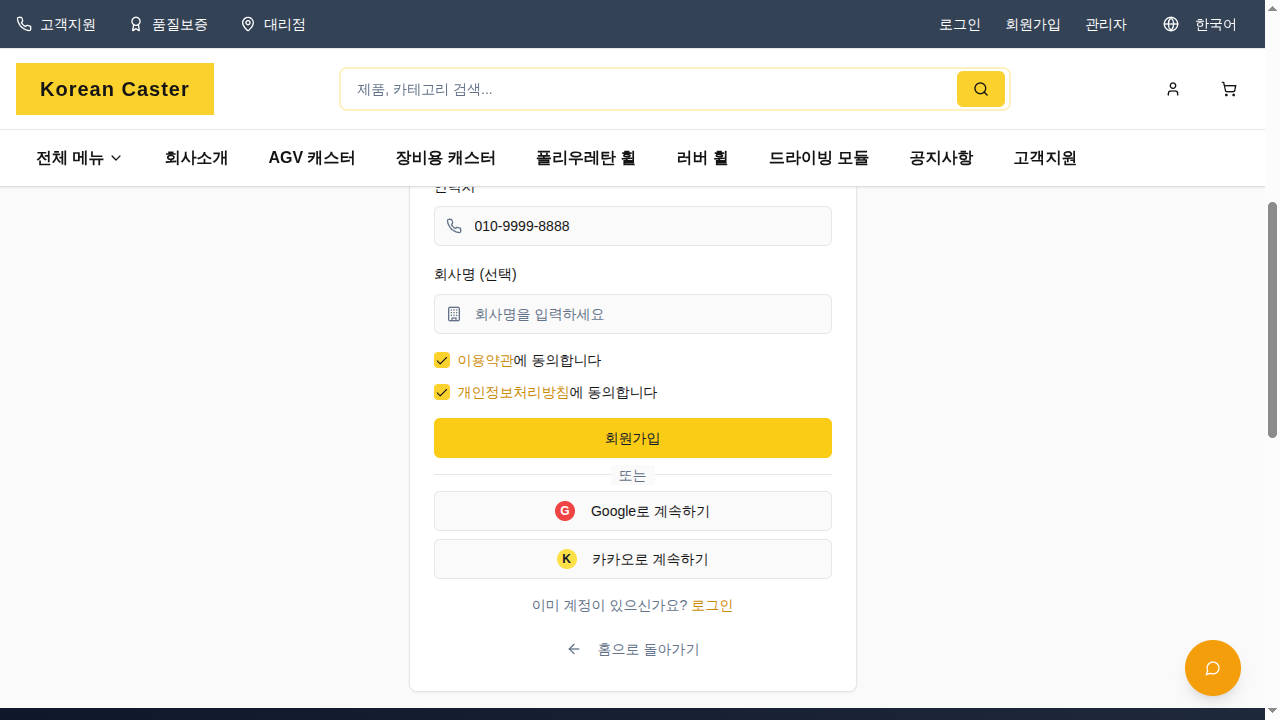 고객지원 품질보증 대리점 로그인 회원가입 관리자 한국어
Korean Caster 제품, 카테고리 검색...
전체 메뉴 회사소개 AGV 캐스터 장비용 캐스터 폴리우레탄 휠 러버 휠 드라이빙 모듈 공지사항 고객지원
연락처
010-9999-8888
회사명 (선택)
회사명을 입력하세요
이용약관에 동의합니다
개인정보처리방침에 동의합니다
회원가입
또는
G Google로 계속하기
K 카카오로 계속하기
이미 계정이 있으신가요? 로그인
홈으로 돌아가기